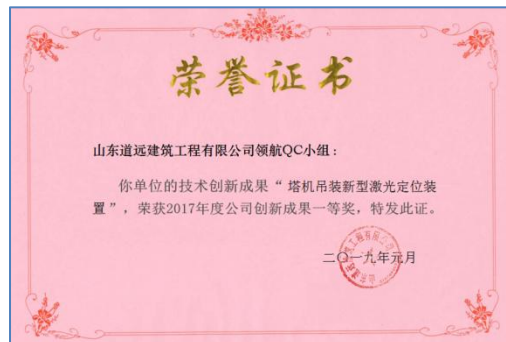 荣誉证书
山东道远建筑工程有限公司领航QC小组：
你单位的技术创新成果“塔机吊装新型激光定位装
置”，荣获2017年度公司创新成果一等奖，特发此证。
二〇一九年元月